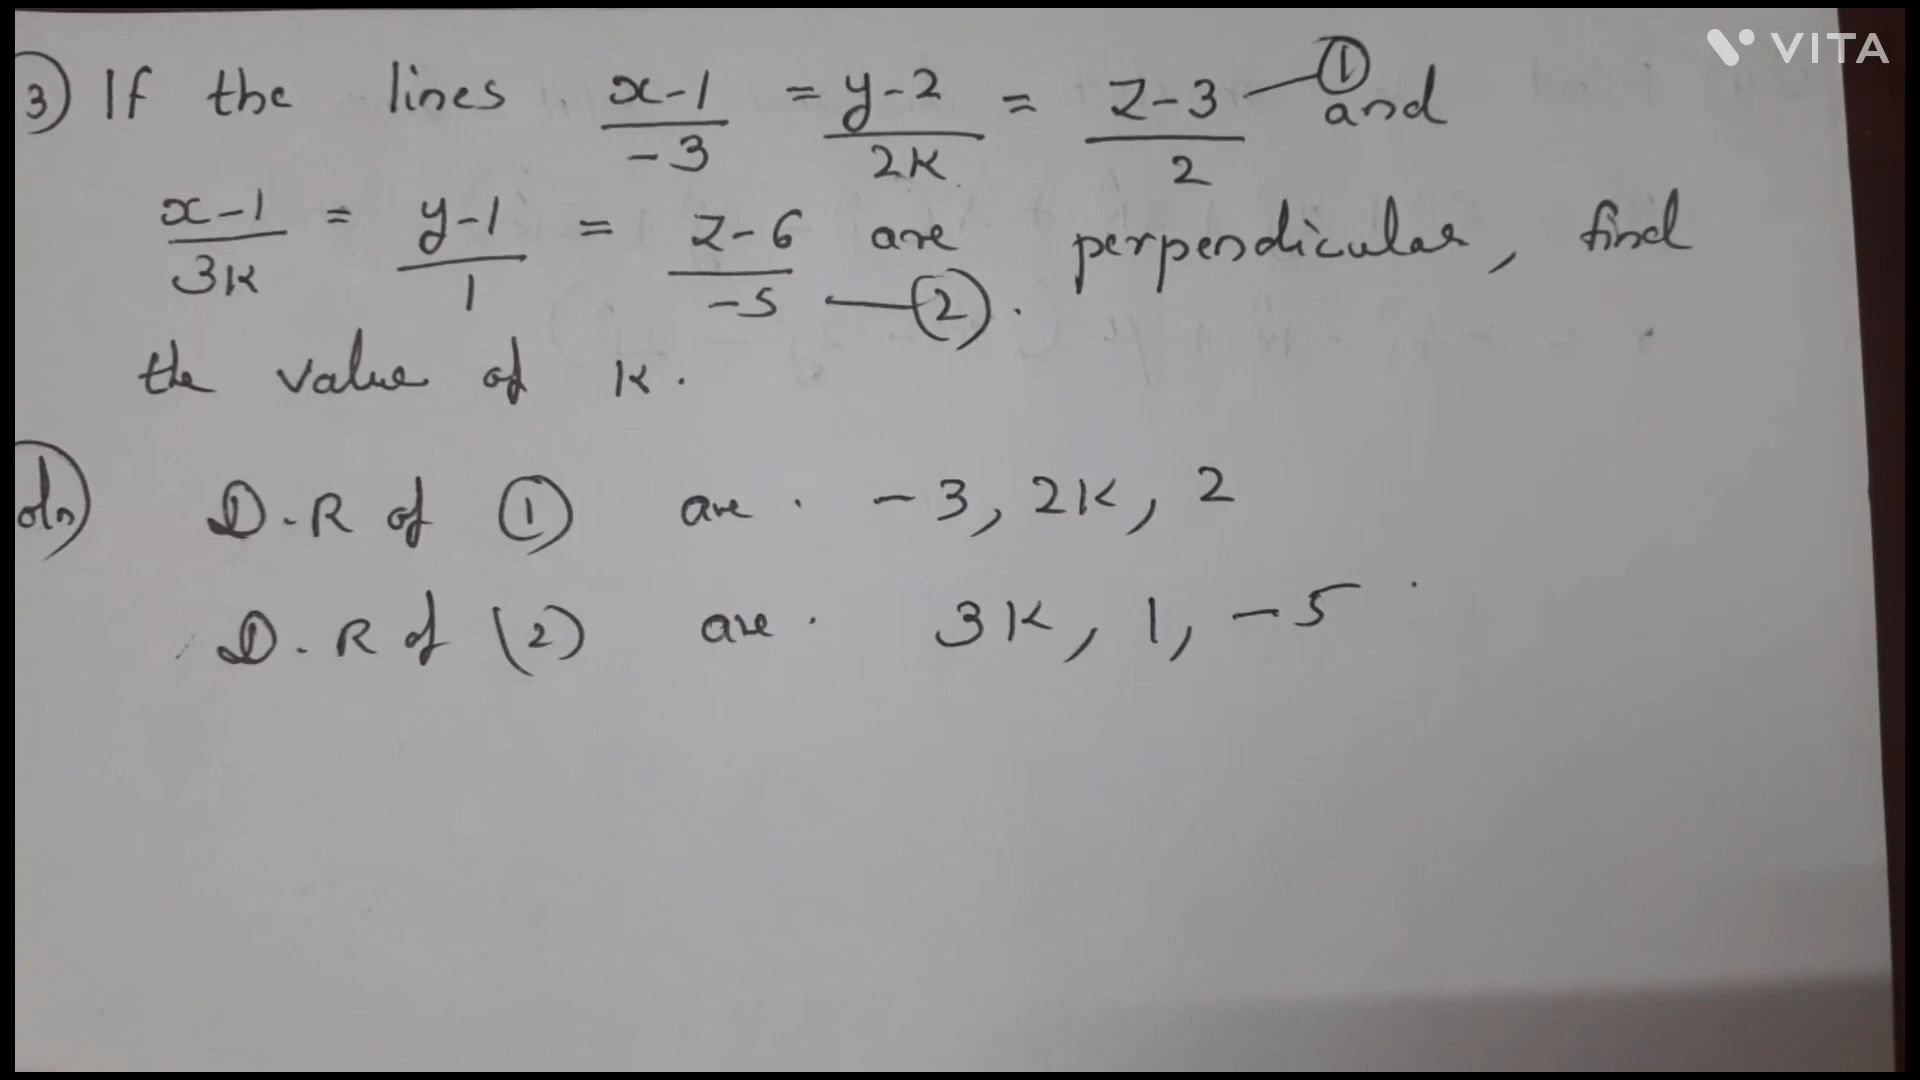 VITA
3) If the lines x-1/-3 = y-2/2k = z-3/2 —① and
x-1/3k = y-1/1 = z-6/-5 —②. are perpendicular, find
the value of k.
oln) D.R of ① are . -3, 2k, 2
D.R of (2) are . 3k, 1, -5